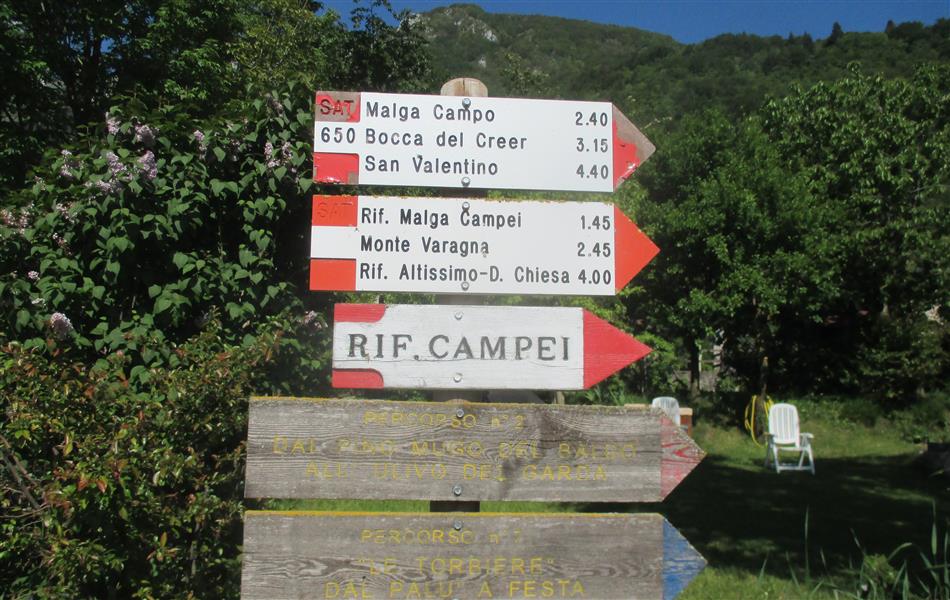 SAT Malga Campo 2.40
650 Bocca del Creer 3.15
San Valentino 4.40
SAT Rif. Malga Campei 1.45
Monte Varagna 2.45
Rif. Altissimo-D. Chiesa 4.00
RIF. CAMPEI
PERCORSO n° 2
DAL PINO MUGO DEL BALDO
ALL'ULIVO DEL GARDA
PERCORSO n°
"LE TORBIERE"
DAL PALU' A FESTA